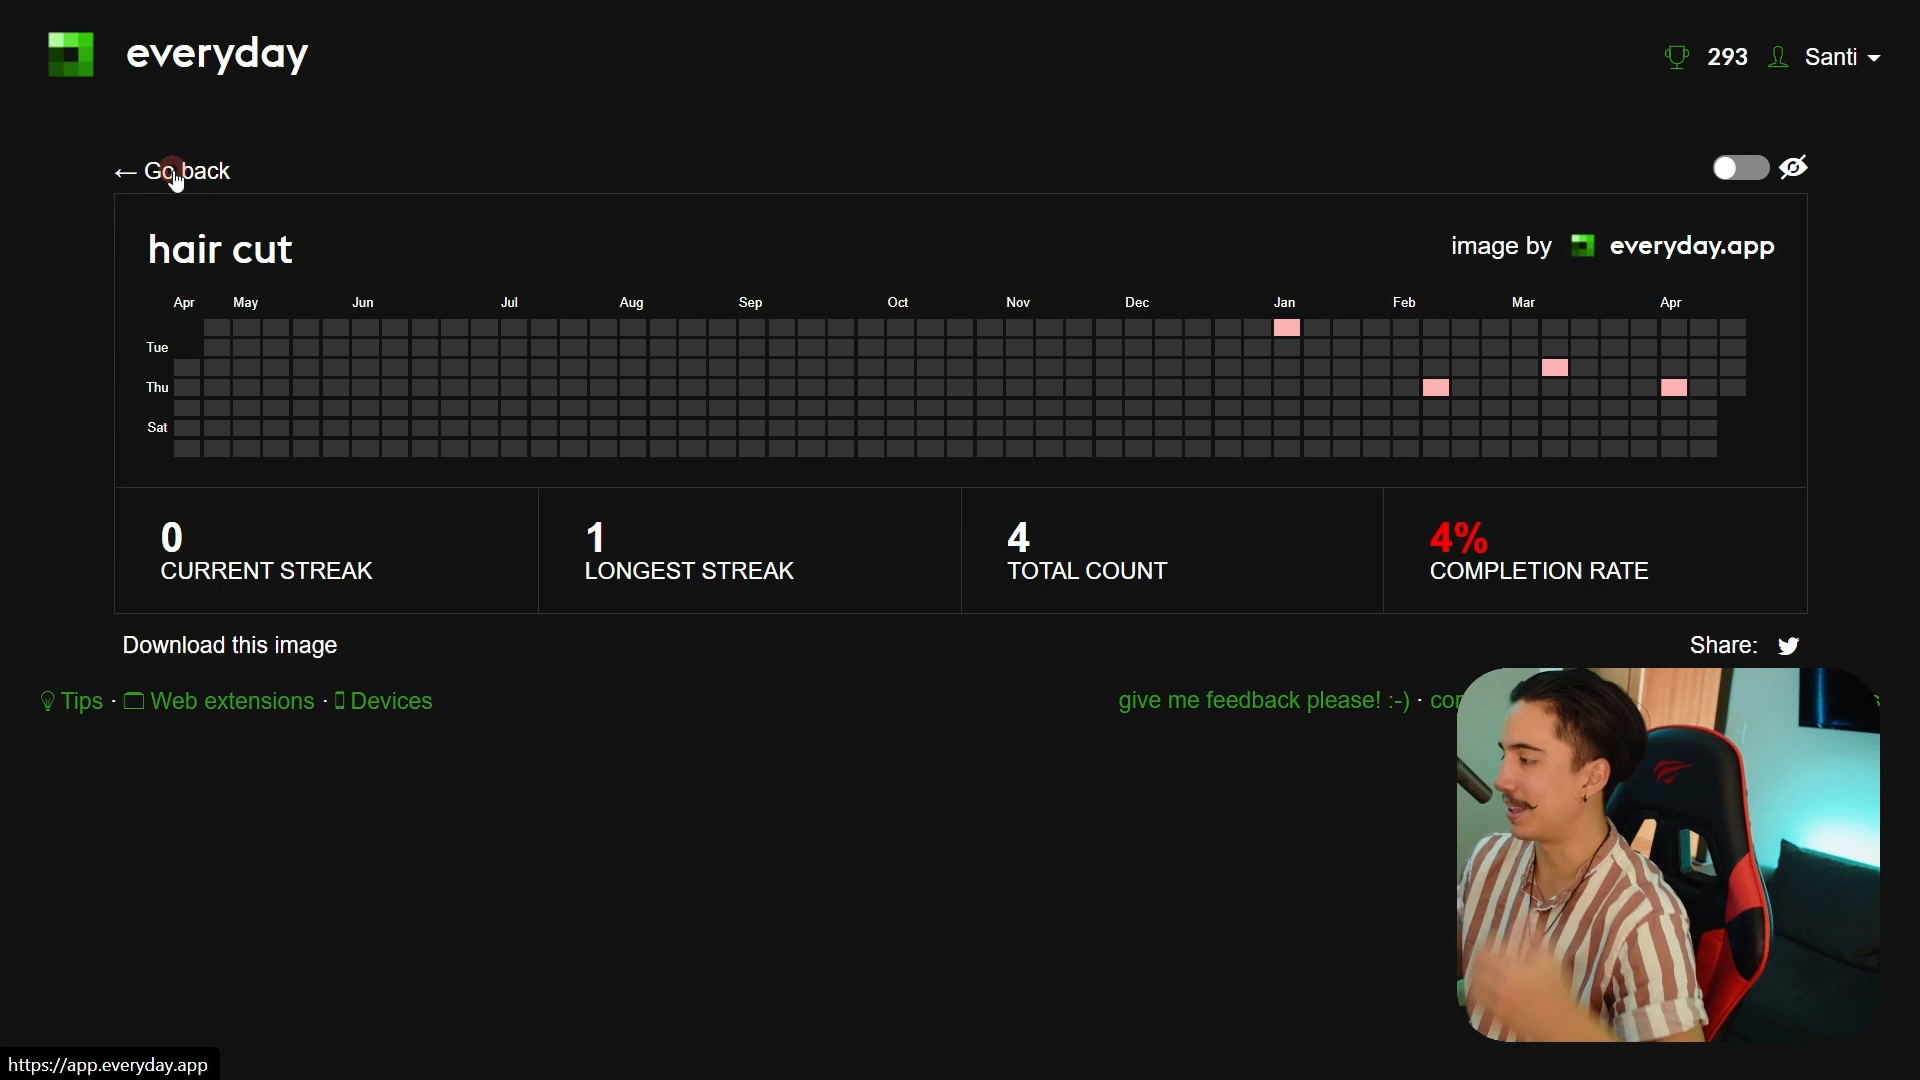 everyday
293 Santi
← Go back
hair cut
image by everyday.app
Apr May Jun Jul Aug Sep Oct Nov Dec Jan Feb Mar Apr
Tue
Thu
Sat
0
CURRENT STREAK
1
LONGEST STREAK
4
TOTAL COUNT
4%
COMPLETION RATE
Download this image
Share:
Tips · Web extensions · Devices
give me feedback please! :-) ·
https://app.everyday.app